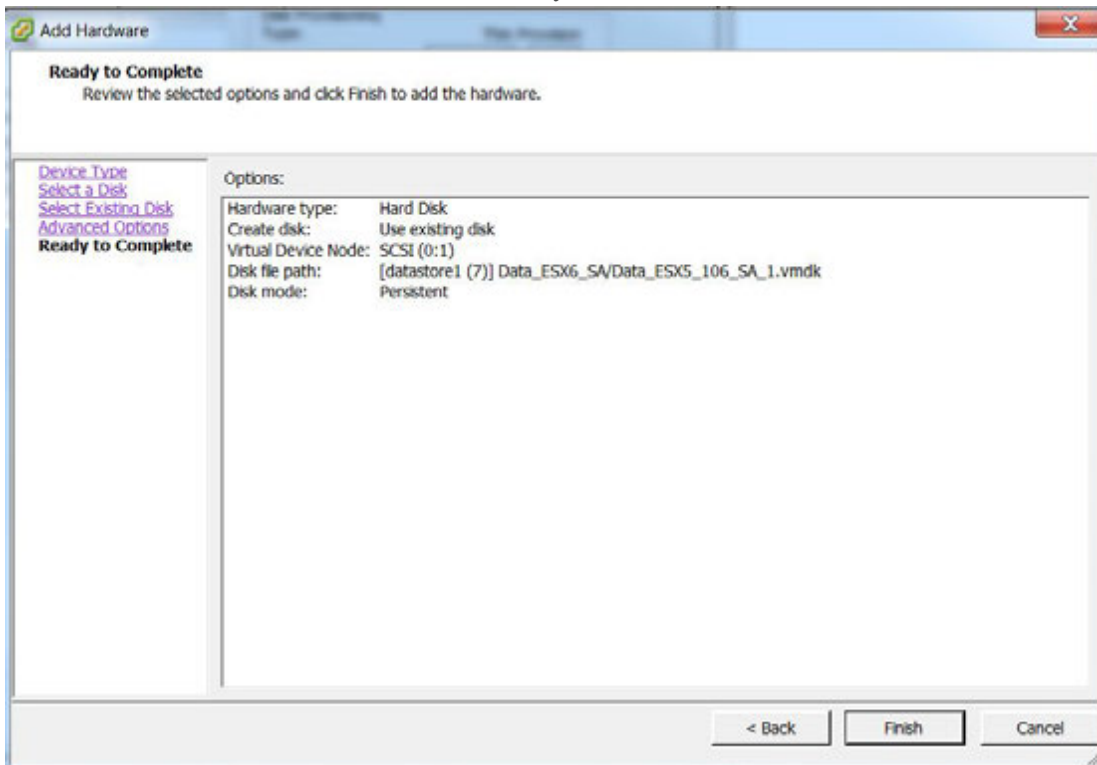 Add Hardware
Ready to Complete
Review the selected options and click Finish to add the hardware.
Device Type
Select a Disk
Select Existing Disk
Advanced Options
Ready to Complete
Options:
Hardware type: Hard Disk
Create disk: Use existing disk
Virtual Device Node: SCSI (0:1)
Disk file path: [datastore1 (7)] Data_ESX6_SA/Data_ESX5_106_SA_1.vmdk
Disk mode: Persistent
< Back Finish Cancel